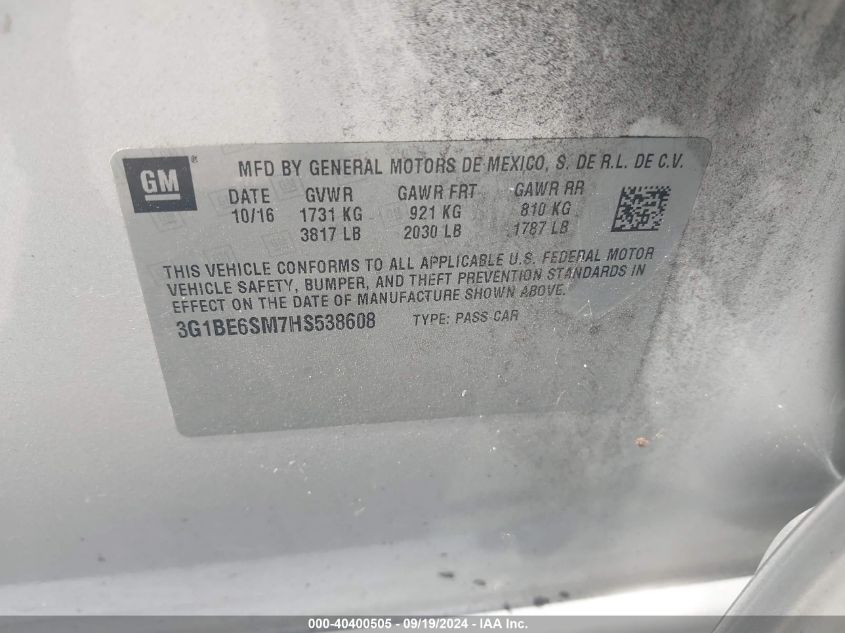 GM ® MFD BY GENERAL MOTORS DE MEXICO, S. DE R.L. DE C.V.
DATE GVWR GAWR FRT GAWR RR
10/16 1731 KG 921 KG 810 KG
3817 LB 2030 LB 1787 LB
THIS VEHICLE CONFORMS TO ALL APPLICABLE U.S. FEDERAL MOTOR
VEHICLE SAFETY, BUMPER, AND THEFT PREVENTION STANDARDS IN
EFFECT ON THE DATE OF MANUFACTURE SHOWN ABOVE.
3G1BE6SM7HS538608 TYPE: PASS CAR
000-40400505 - 09/19/2024 - IAA Inc.